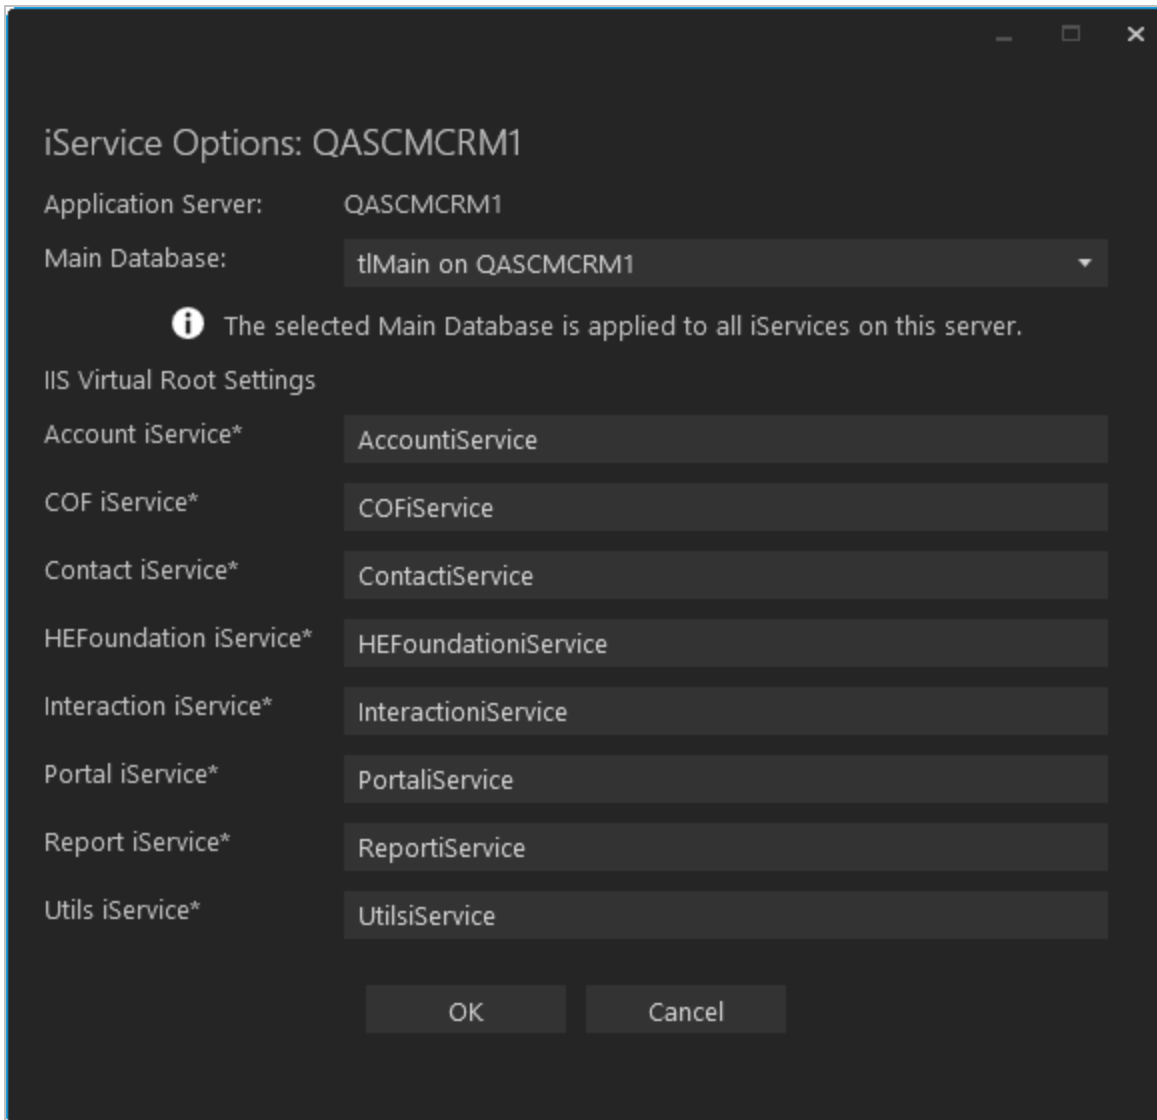 iService Options: QASCMCRM1
Application Server: QASCMCRM1
Main Database: tlMain on QASCMCRM1
The selected Main Database is applied to all iServices on this server.
IIS Virtual Root Settings
Account iService* AccountiService
COF iService* COFiService
Contact iService* ContactiService
HEFoundation iService* HEFoundationiService
Interaction iService* InteractioniService
Portal iService* PortaliService
Report iService* ReportiService
Utils iService* UtilsiService
OK Cancel